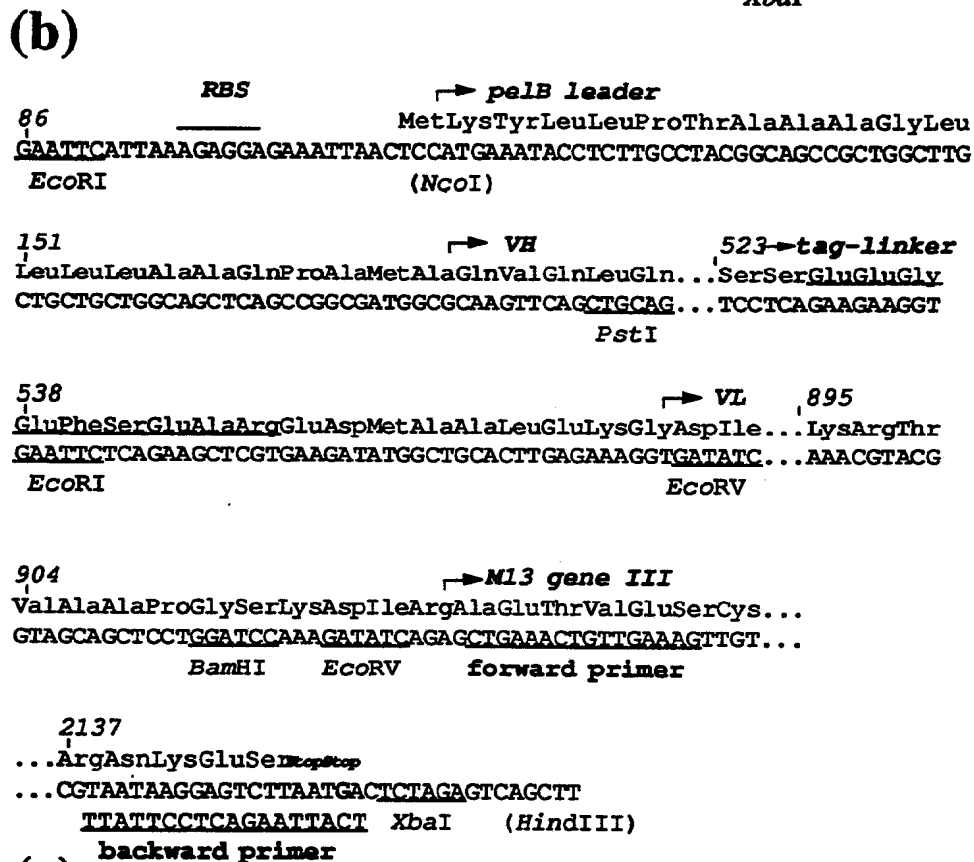 XbaI
(b)
RBS pelB leader
86 MetLysTyrLeuLeuProThrAlaAlaAlaGlyLeu
GAATTCATTAAAGAGGAGAAATTAACTCCATGAAATACCTCTTGCCTACGGCAGCCGCTGGCTTG
EcoRI (NcoI)
151 VH 523 tag-linker
LeuLeuLeuAlaAlaGlnProAlaMetAlaGlnValGlnLeuGln...SerSerGluGluGly
CTGCTGCTGGCAGCTCAGCCGGCGATGGCGCAAGTTCAGCTGCAG...TCCTCAGAAGAAGGT
PstI
538 VL 895
GluPheSerGluAlaArgGluAspMetAlaAlaLeuGluLysGlyAspIle...LysArgThr
GAATTCTCAGAAGCTCGTGAAGATATGGCTGCACTTGAGAAAGGTGATATC...AAACGTACG
EcoRI EcoRV
904 M13 gene III
ValAlaAlaProGlySerLysAspIleArgAlaGluThrValGluSerCys...
GTAGCAGCTCCTGGATCCAAAGATATCAGAGCTGAAACTGTTGAAAGTTGT...
BamHI EcoRV forward primer
2137
...ArgAsnLysGluSerStopStop
...CGTAATAAGGAGTCTTAATGACTCTAGAGTCAGCTT
TTATTCCTCAGAATTACT XbaI (HindIII)
backward primer